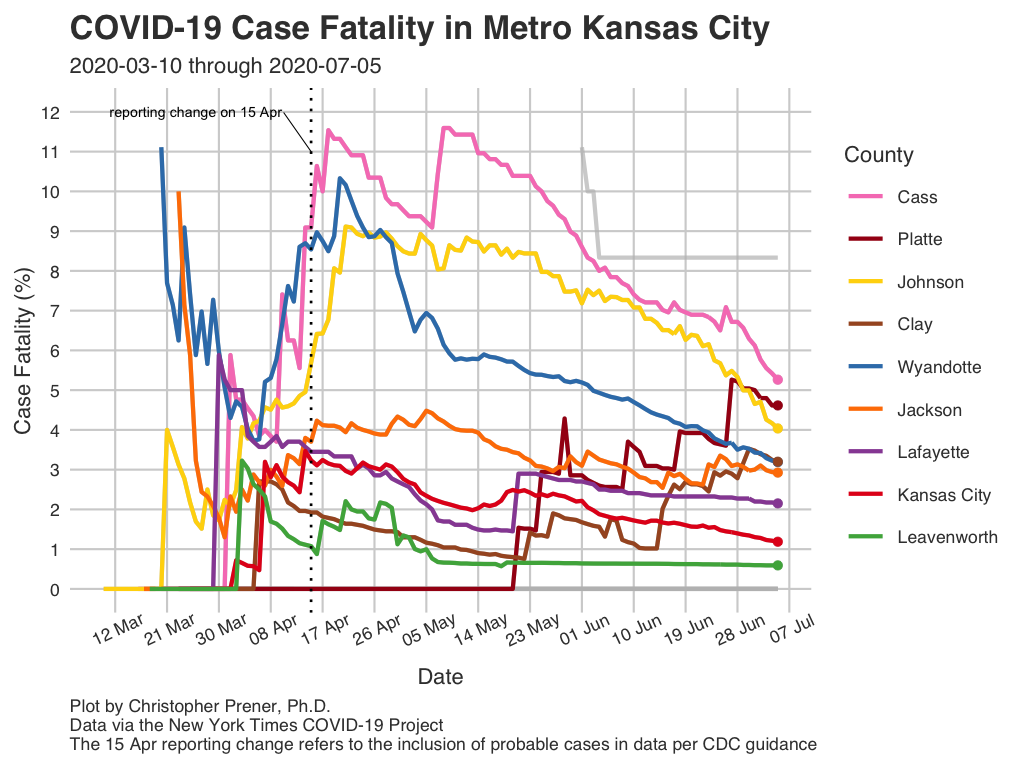 COVID-19 Case Fatality in Metro Kansas City
2020-03-10 through 2020-07-05
reporting change on 15 Apr
Case Fatality (%)
12
11
10
9
8
7
6
5
4
3
2
1
0
12 Mar
21 Mar
30 Mar
08 Apr
17 Apr
26 Apr
05 May
14 May
23 May
01 Jun
10 Jun
19 Jun
28 Jun
07 Jul
Date
County
Cass
Platte
Johnson
Clay
Wyandotte
Jackson
Lafayette
Kansas City
Leavenworth
Plot by Christopher Prener, Ph.D.
Data via the New York Times COVID-19 Project
The 15 Apr reporting change refers to the inclusion of probable cases in data per CDC guidance